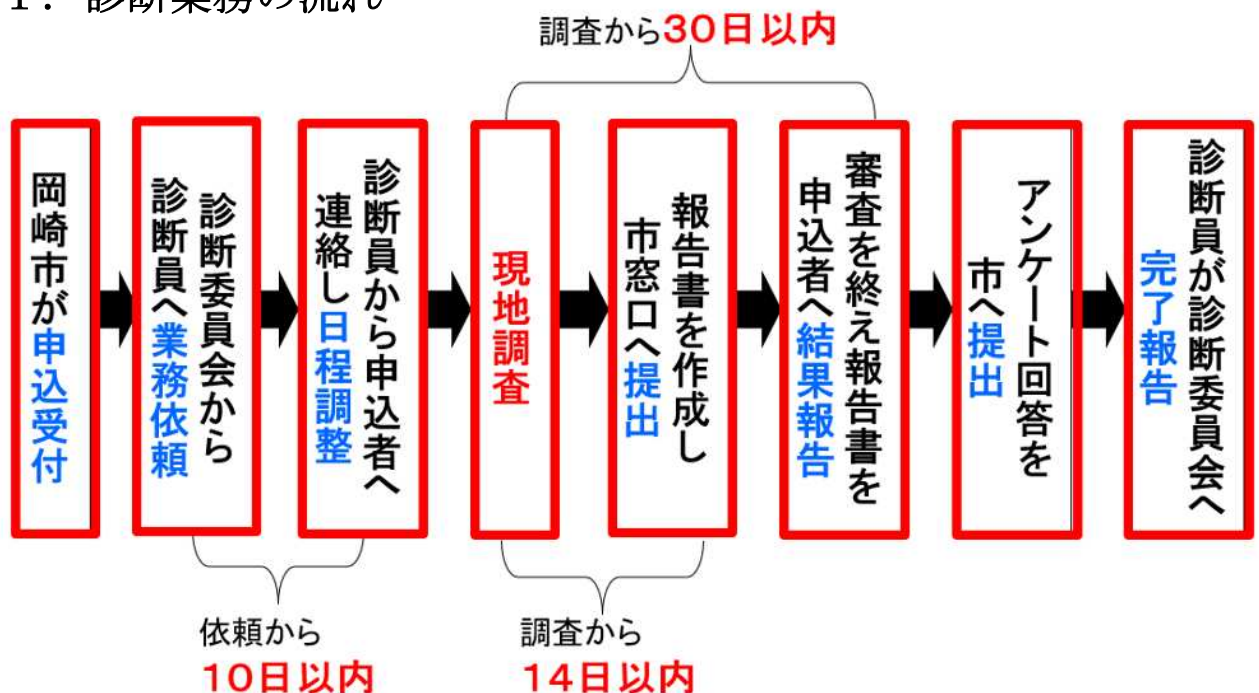 1．診断業務の流れ
調査から30日以内
岡崎市が申込受付
診断委員会から
診断員へ業務依頼
診断員から申込者へ
連絡し日程調整
現地調査
報告書を作成し
市窓口へ提出
審査を終え報告書を
申込者へ結果報告
アンケート回答を
市へ提出
診断員が診断委員会へ
完了報告
依頼から
10日以内
調査から
14日以内